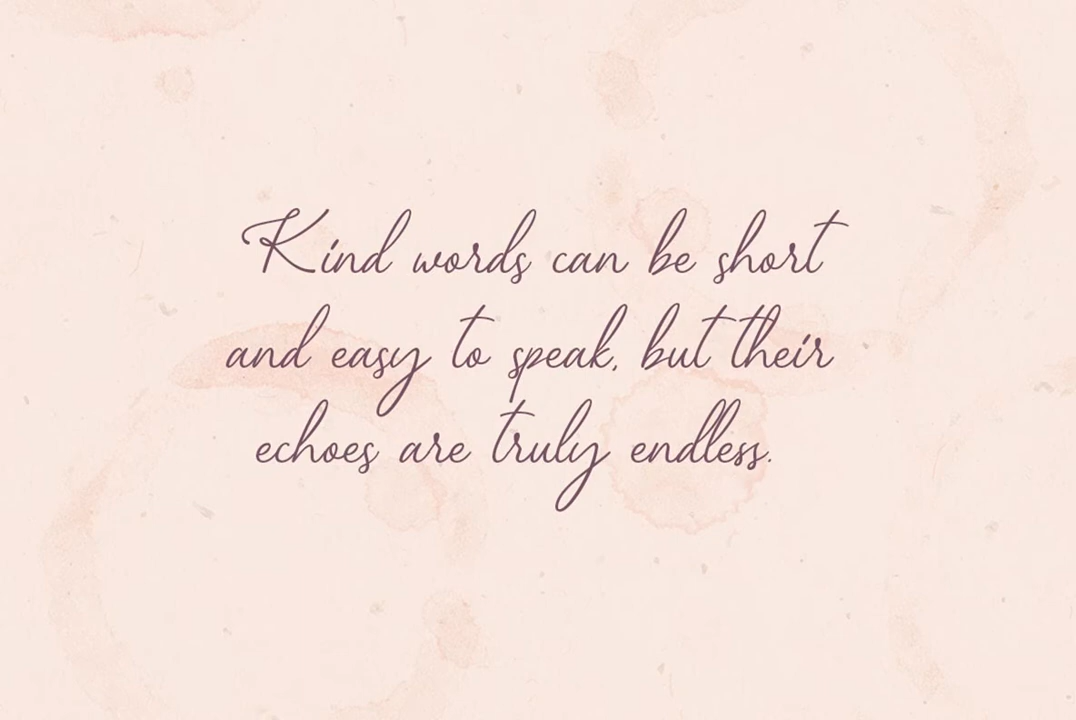 Kind words can be short
and easy to speak, but their
echoes are truly endless.